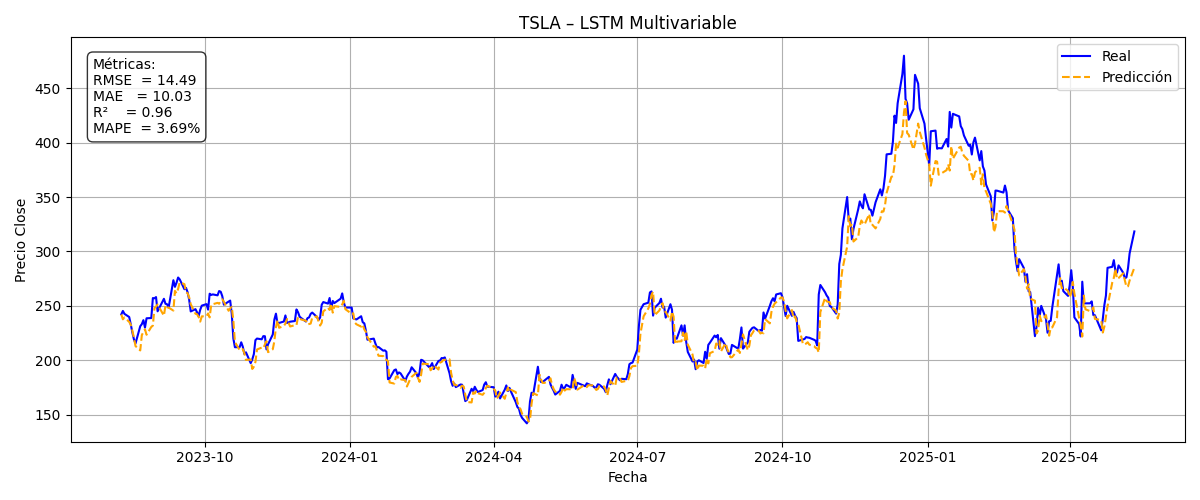 TSLA – LSTM Multivariable
Métricas:
RMSE = 14.49
MAE = 10.03
R² = 0.96
MAPE = 3.69%
Real
Predicción
Precio Close
450
400
350
300
250
200
150
2023-10
2024-01
2024-04
2024-07
2024-10
2025-01
2025-04
Fecha